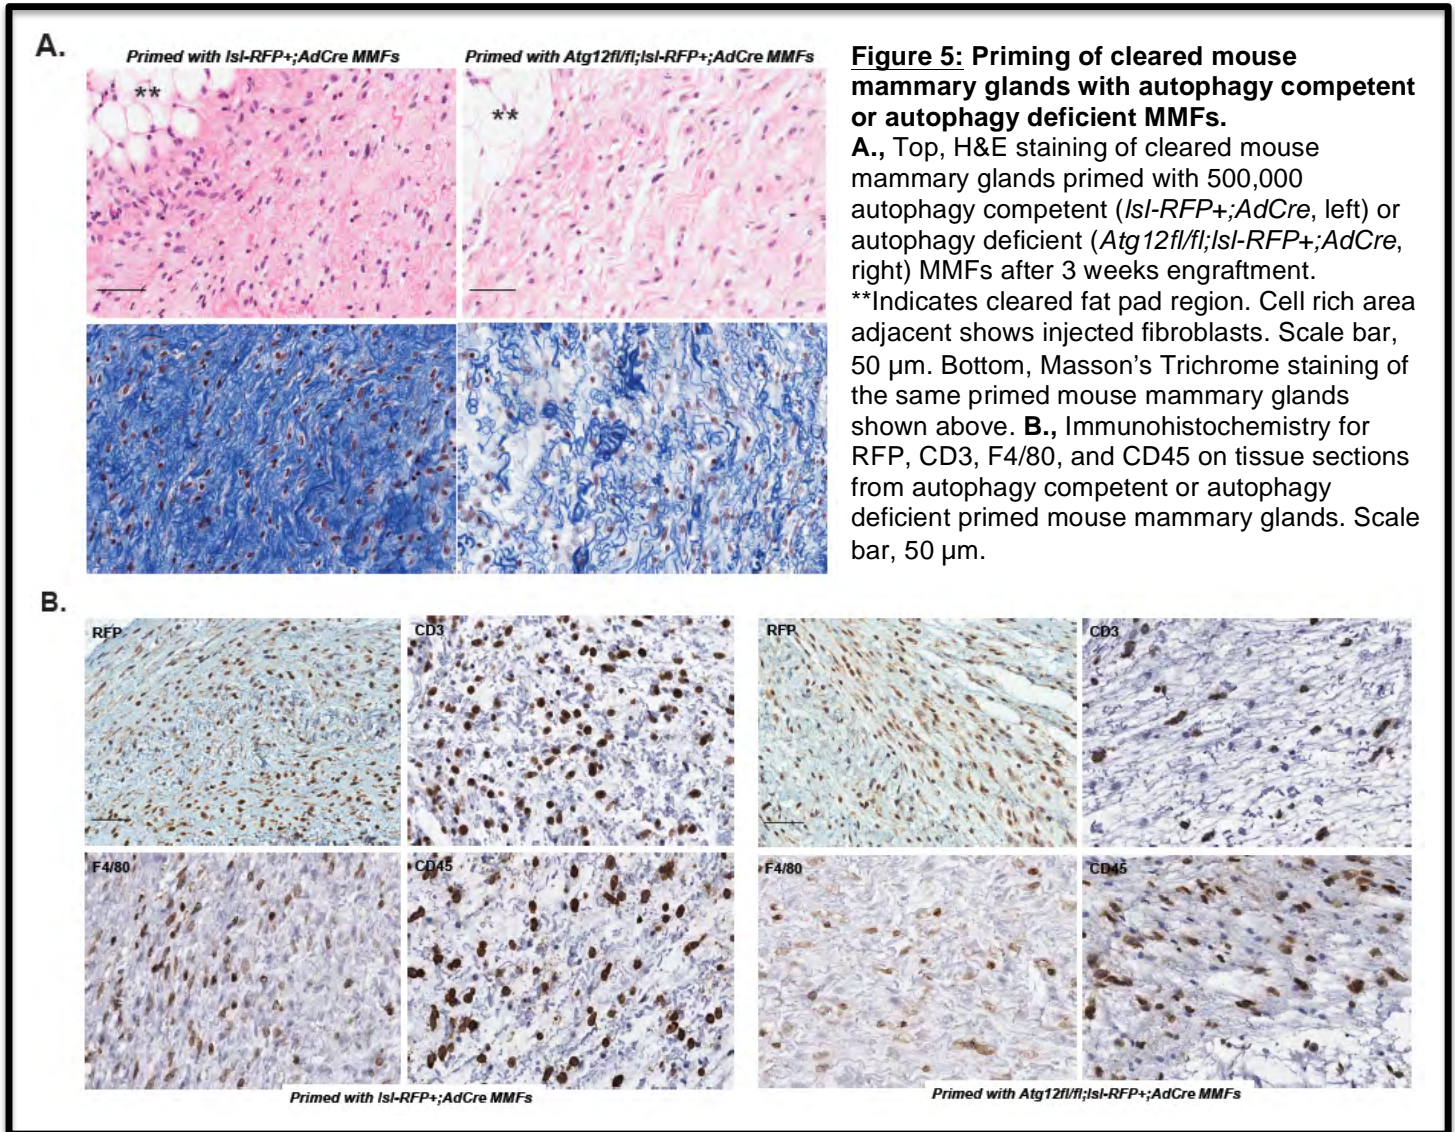 A.
Primed with lsl-RFP+;AdCre MMFs
Primed with Atg12fl/fl;lsl-RFP+;AdCre MMFs
**
**
Figure 5: Priming of cleared mouse
mammary glands with autophagy competent
or autophagy deficient MMFs.
A., Top, H&E staining of cleared mouse
mammary glands primed with 500,000
autophagy competent (lsl-RFP+;AdCre, left) or
autophagy deficient (Atg12fl/fl;lsl-RFP+;AdCre,
right) MMFs after 3 weeks engraftment.
**Indicates cleared fat pad region. Cell rich area
adjacent shows injected fibroblasts. Scale bar,
50 µm. Bottom, Masson's Trichrome staining of
the same primed mouse mammary glands
shown above. B., Immunohistochemistry for
RFP, CD3, F4/80, and CD45 on tissue sections
from autophagy competent or autophagy
deficient primed mouse mammary glands. Scale
bar, 50 µm.
B.
RFP
CD3
RFP
CD3
F4/80
CD45
F4/80
CD45
Primed with lsl-RFP+;AdCre MMFs
Primed with Atg12fl/fl;lsl-RFP+;AdCre MMFs